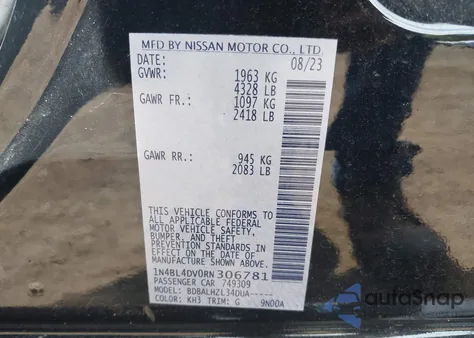 MFD BY NISSAN MOTOR CO., LTD.
DATE: 08/23
GVWR: 1963 KG
4328 LB
GAWR FR.: 1097 KG
2418 LB
GAWR RR.: 945 KG
2083 LB
THIS VEHICLE CONFORMS TO
ALL APPLICABLE FEDERAL
MOTOR VEHICLE SAFETY,
BUMPER, AND THEFT
PREVENTION STANDARDS IN
EFFECT ON THE DATE OF
MANUFACTURE SHOWN ABOVE.
1N4BL4DV0RN306781
PASSENGER CAR 749309
MODEL: BDBALHZL34DUA-----
COLOR: KH3 TRIM: G 9N00A
autoSnap